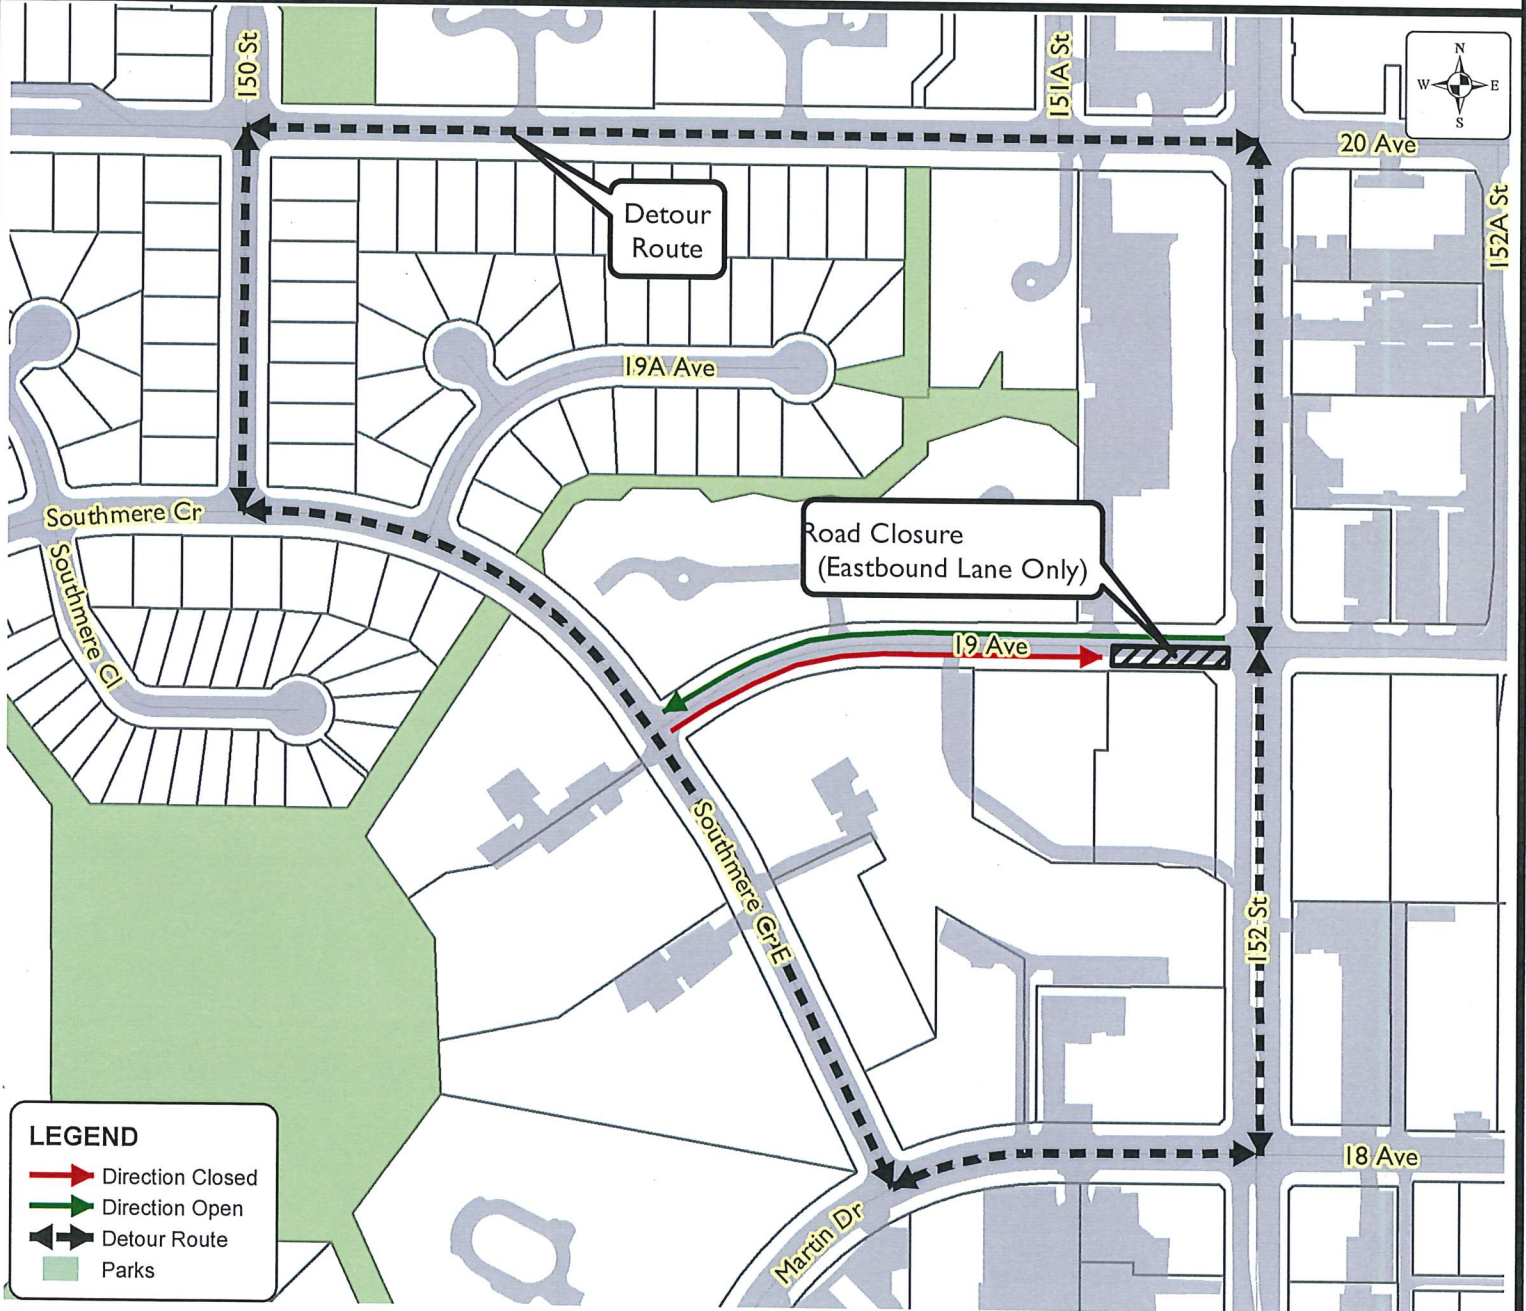 150 St
151A St
N
W E
S
20 Ave
152A St
Detour
Route
19A Ave
Southmere Cr
Road Closure
(Eastbound Lane Only)
Southmere Cl
19 Ave
Southmere Cr E
152 St
18 Ave
Martin Dr
LEGEND
Direction Closed
Direction Open
Detour Route
Parks